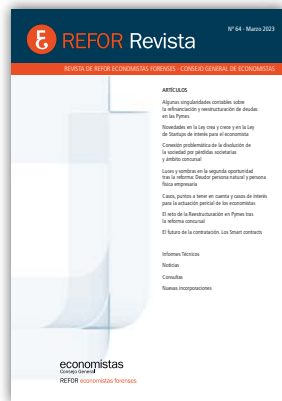 REFOR Revista
Nº 64 · Marzo 2023
REVISTA DE REFOR ECONOMISTAS FORENSES · CONSEJO GENERAL DE ECONOMISTAS
ARTÍCULOS
Algunas singularidades contables sobre
la refinanciación y reestructuración de deudas
en las Pymes
Novedades en la Ley crea y crece y en la Ley
de Startups de interés para el economista
Conexión problemática de la disolución de
la sociedad por pérdidas societarias
y ámbito concursal
Luces y sombras en la segunda oportunidad
tras la reforma: Deudor persona natural y persona
física empresaria
Casos, puntos a tener en cuenta y casos de interés
para la actuación pericial de los economistas
El reto de la Reestructuración en Pymes tras
la reforma concursal
El futuro de la contratación. Los Smart contracts
Informes Técnicos
Noticias
Consultas
Nuevas incorporaciones
economistas
Consejo General
REFOR economistas forenses